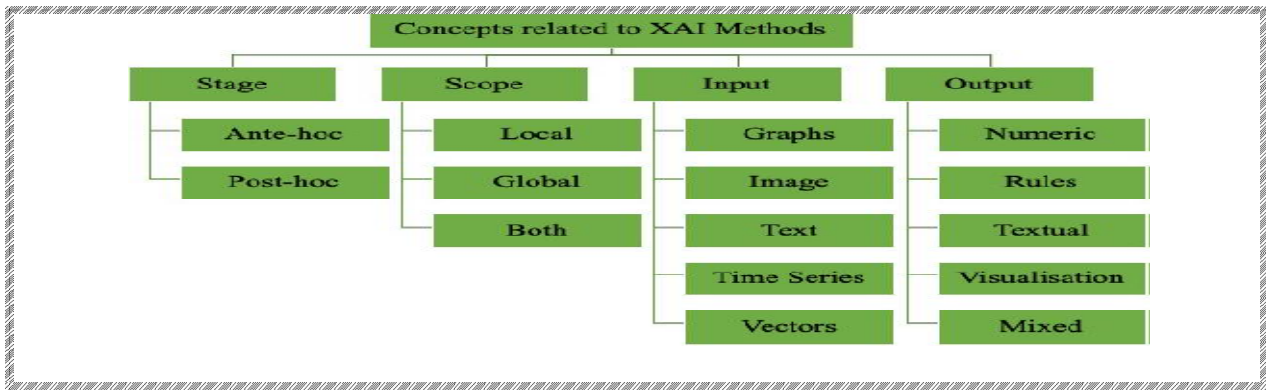 Concepts related to XAI Methods
Stage
Scope
Input
Output
Ante-hoc
Local
Graphs
Numeric
Post-hoc
Global
Image
Rules
Both
Text
Textual
Time Series
Visualisation
Vectors
Mixed